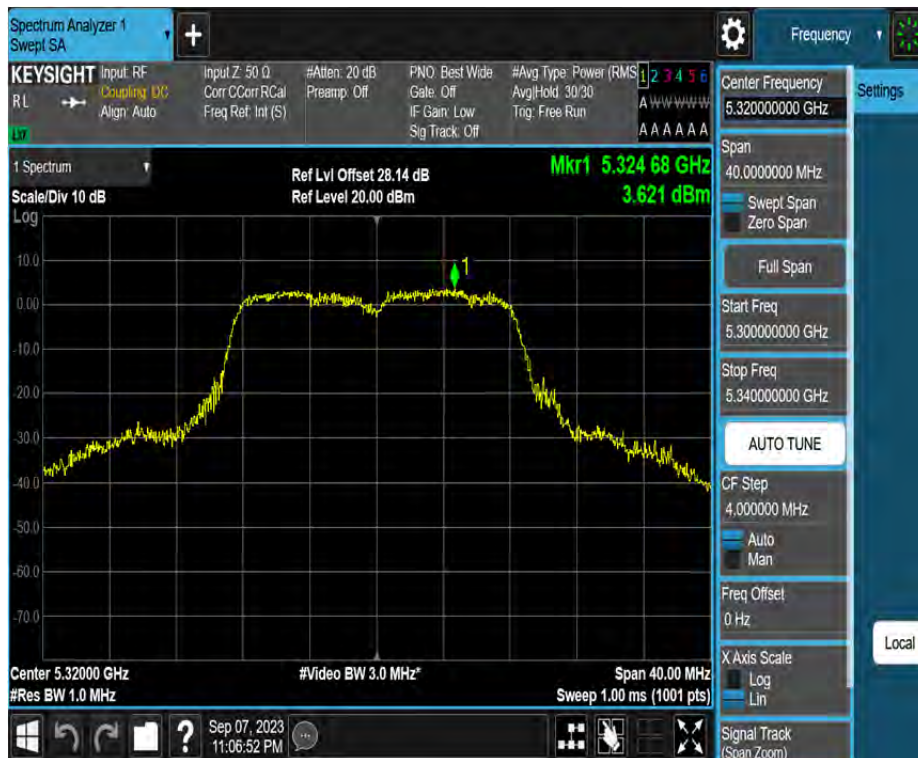 Spectrum Analyzer 1
Swept SA
+
Frequency
KEYSIGHT
RL
LXI
Input: RF
Coupling: DC
Align: Auto
Input Z: 50 Ω
Corr CCorr RCal
Freq Ref: Int (S)
#Atten: 20 dB
Preamp: Off
PNO: Best Wide
Gate: Off
IF Gain: Low
Sig Track: Off
#Avg Type: Power (RMS
Avg|Hold: 30/30
Trig: Free Run
1 2 3 4 5 6
A W W W W W
A A A A A A
1 Spectrum
Scale/Div 10 dB
Log
Ref Lvl Offset 28.14 dB
Ref Level 20.00 dBm
Mkr1 5.324 68 GHz
3.621 dBm
10.0
0.00
-10.0
-20.0
-30.0
-40.0
-50.0
-60.0
-70.0
1
Center 5.32000 GHz
#Res BW 1.0 MHz
#Video BW 3.0 MHz*
Span 40.00 MHz
Sweep 1.00 ms (1001 pts)
?
Sep 07, 2023
11:06:52 PM
Center Frequency
5.320000000 GHz
Span
40.0000000 MHz
Swept Span
Zero Span
Full Span
Start Freq
5.300000000 GHz
Stop Freq
5.340000000 GHz
AUTO TUNE
CF Step
4.000000 MHz
Auto
Man
Freq Offset
0 Hz
X Axis Scale
Log
Lin
Signal Track
(Span Zoom)
Settings
Local